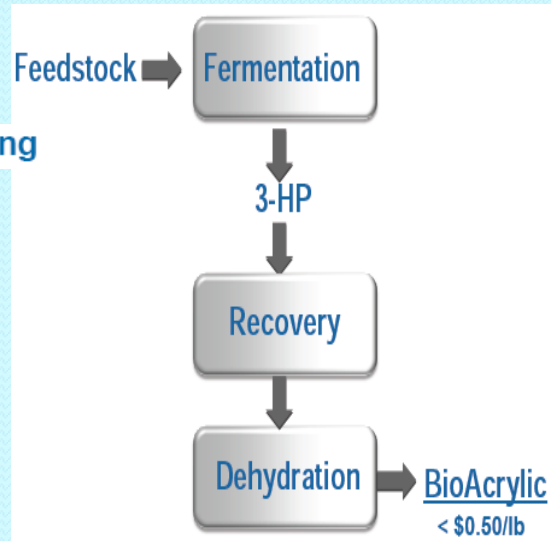 Feedstock
Fermentation
ng
3-HP
Recovery
Dehydration
BioAcrylic
< $0.50/lb